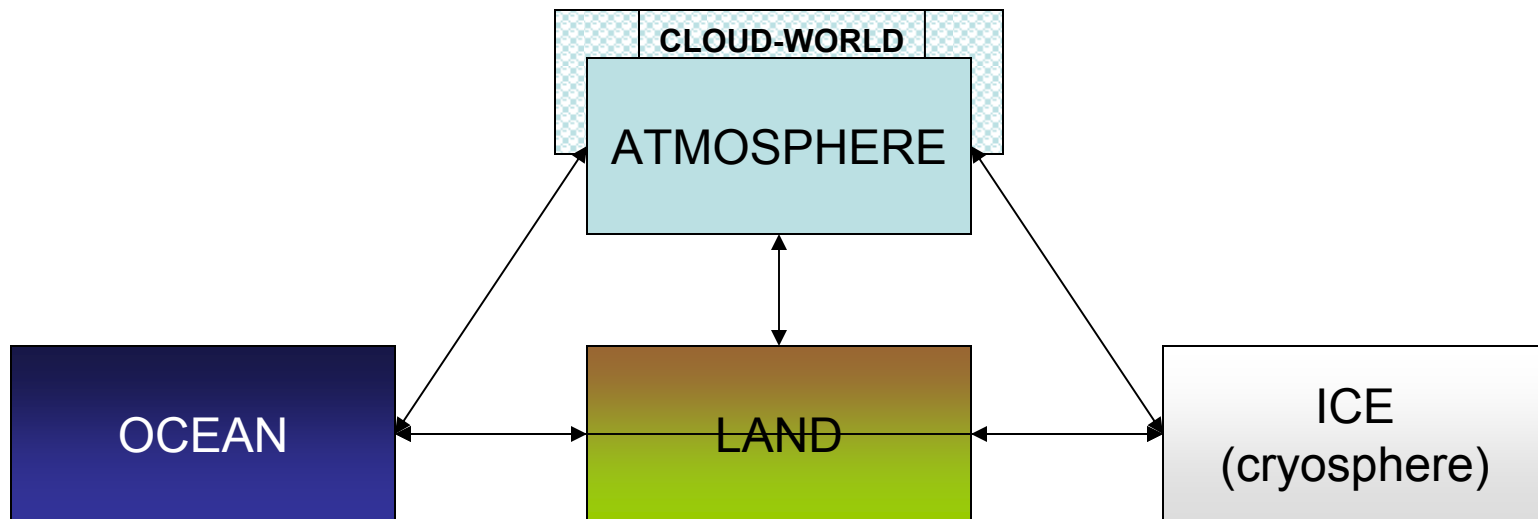 CLOUD-WORLD
ATMOSPHERE
OCEAN
LAND
ICE
(cryosphere)